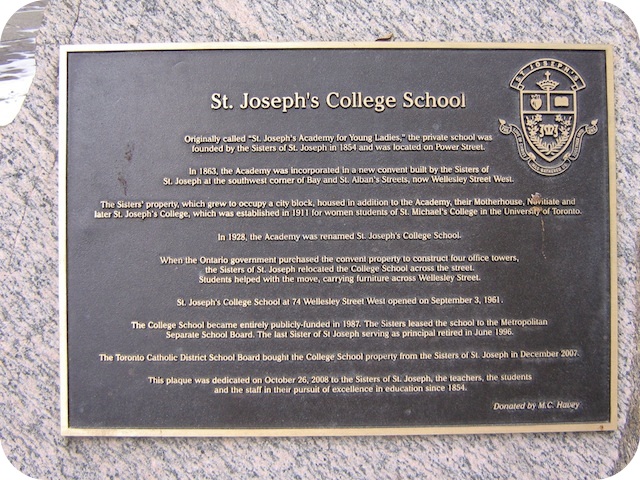 St. Joseph's College School
ST. JOSEPH'S
Originally called "St. Joseph's Academy for Young Ladies," the private school was
founded by the Sisters of St. Joseph in 1854 and was located on Power Street.
In 1863, the Academy was incorporated in a new convent built by the Sisters of
St. Joseph at the southwest corner of Bay and St. Alban's Streets, now Wellesley Street West.
The Sisters' property, which grew to occupy a city block, housed in addition to the Academy, their Motherhouse, Novitiate and
later St. Joseph's College, which was established in 1911 for women students of St. Michael's College in the University of Toronto.
In 1928, the Academy was renamed St. Joseph's College School.
When the Ontario government purchased the convent property to construct four office towers,
the Sisters of St. Joseph relocated the College School across the street.
Students helped with the move, carrying furniture across Wellesley Street.
St. Joseph's College School at 74 Wellesley Street West opened on September 3, 1961.
The College School became entirely publicly-funded in 1987. The Sisters leased the school to the Metropolitan
Separate School Board. The last Sister of St Joseph serving as principal retired in June 1996.
The Toronto Catholic District School Board bought the College School property from the Sisters of St. Joseph in December 2007.
This plaque was dedicated on October 26, 2008 to the Sisters of St. Joseph, the teachers, the students
and the staff in their pursuit of excellence in education since 1854.
Donated by M.C. Havey